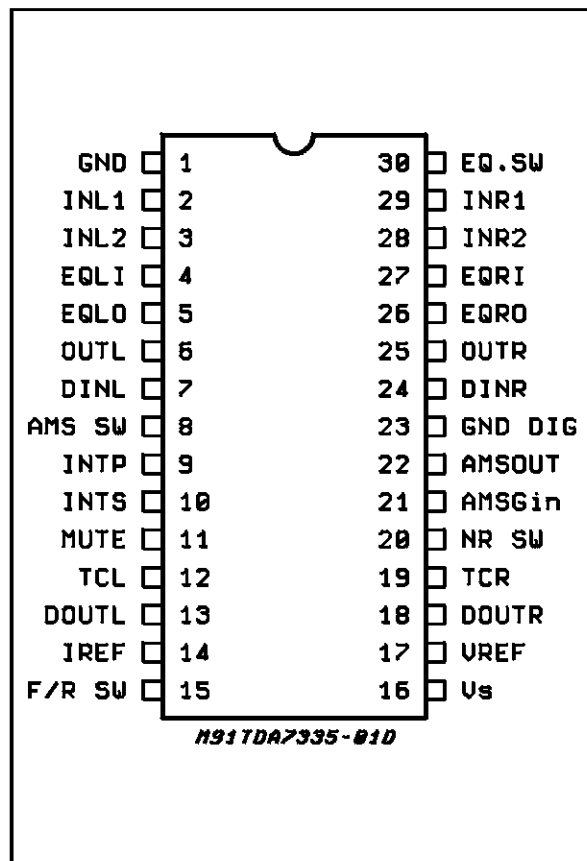 GND 1 30 EQ.SW
INL1 2 29 INR1
INL2 3 28 INR2
EQLI 4 27 EQRI
EQLO 5 26 EQRO
OUTL 6 25 OUTR
DINL 7 24 DINR
AMS SW 8 23 GND DIG
INTP 9 22 AMSOUT
INTS 10 21 AMSGin
MUTE 11 20 NR SW
TCL 12 19 TCR
DOUTL 13 18 DOUTR
IREF 14 17 VREF
F/R SW 15 16 Vs
M91TDA7335-01D